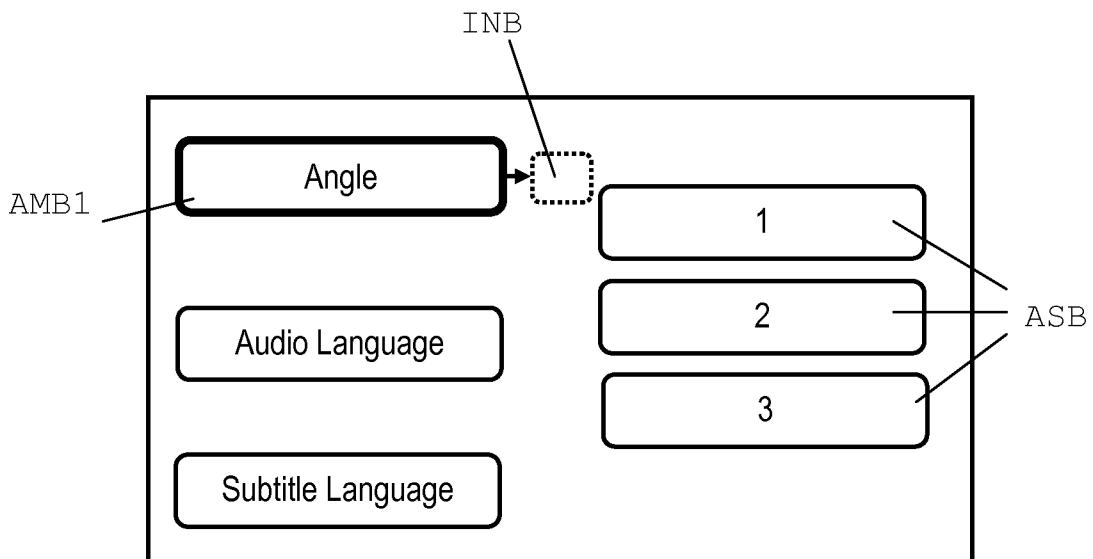 INB
Angle
AMB1
1
2
ASB
Audio Language
3
Subtitle Language